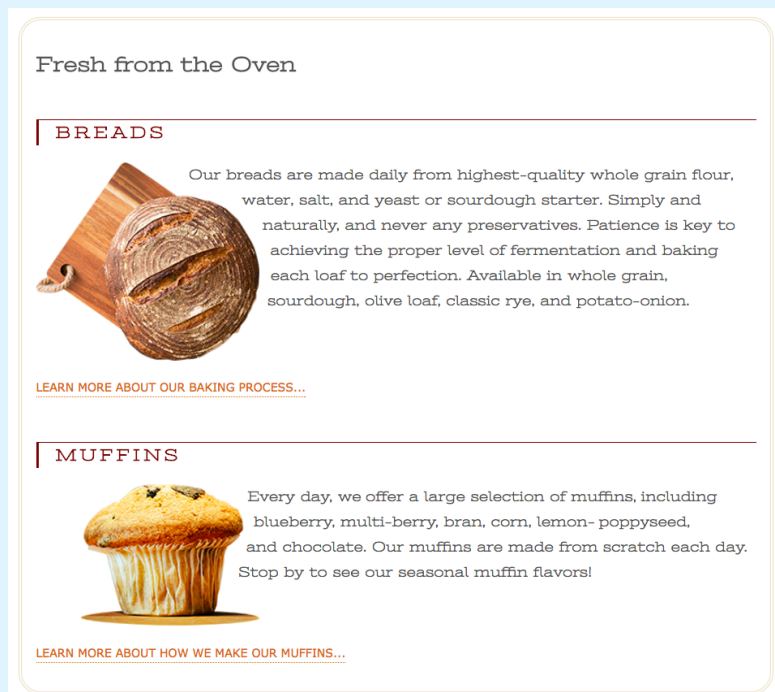 Fresh from the Oven
BREADS
Our breads are made daily from highest-quality whole grain flour,
water, salt, and yeast or sourdough starter. Simply and
naturally, and never any preservatives. Patience is key to
achieving the proper level of fermentation and baking
each loaf to perfection. Available in whole grain,
sourdough, olive loaf, classic rye, and potato-onion.
LEARN MORE ABOUT OUR BAKING PROCESS...
MUFFINS
Every day, we offer a large selection of muffins, including
blueberry, multi-berry, bran, corn, lemon- poppyseed,
and chocolate. Our muffins are made from scratch each day.
Stop by to see our seasonal muffin flavors!
LEARN MORE ABOUT HOW WE MAKE OUR MUFFINS...